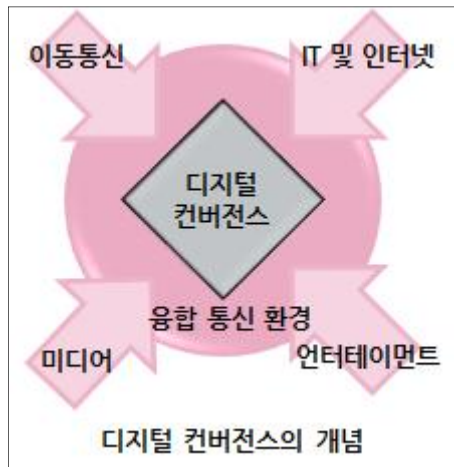 이동통신
IT 및 인터넷
디지털
컨버전스
융합 통신 환경
미디어
언터테이먼트
디지털 컨버전스의 개념